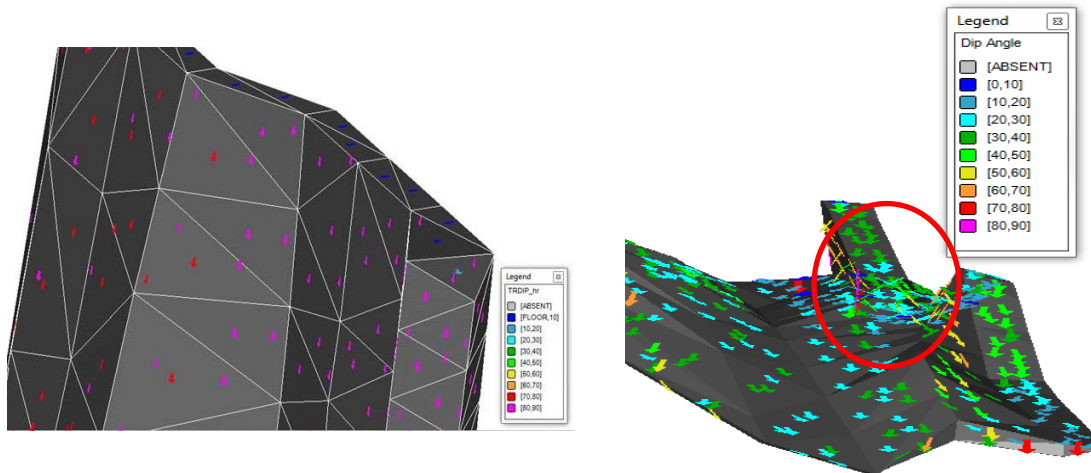 Legend
TRDIP_hr
[ABSENT]
[FLOOR,10]
[10,20]
[20,30]
[30,40]
[40,50]
[50,60]
[60,70]
[70,80]
[80,90]
Legend
Dip Angle
[ABSENT]
[0,10]
[10,20]
[20,30]
[30,40]
[40,50]
[50,60]
[60,70]
[70,80]
[80,90]